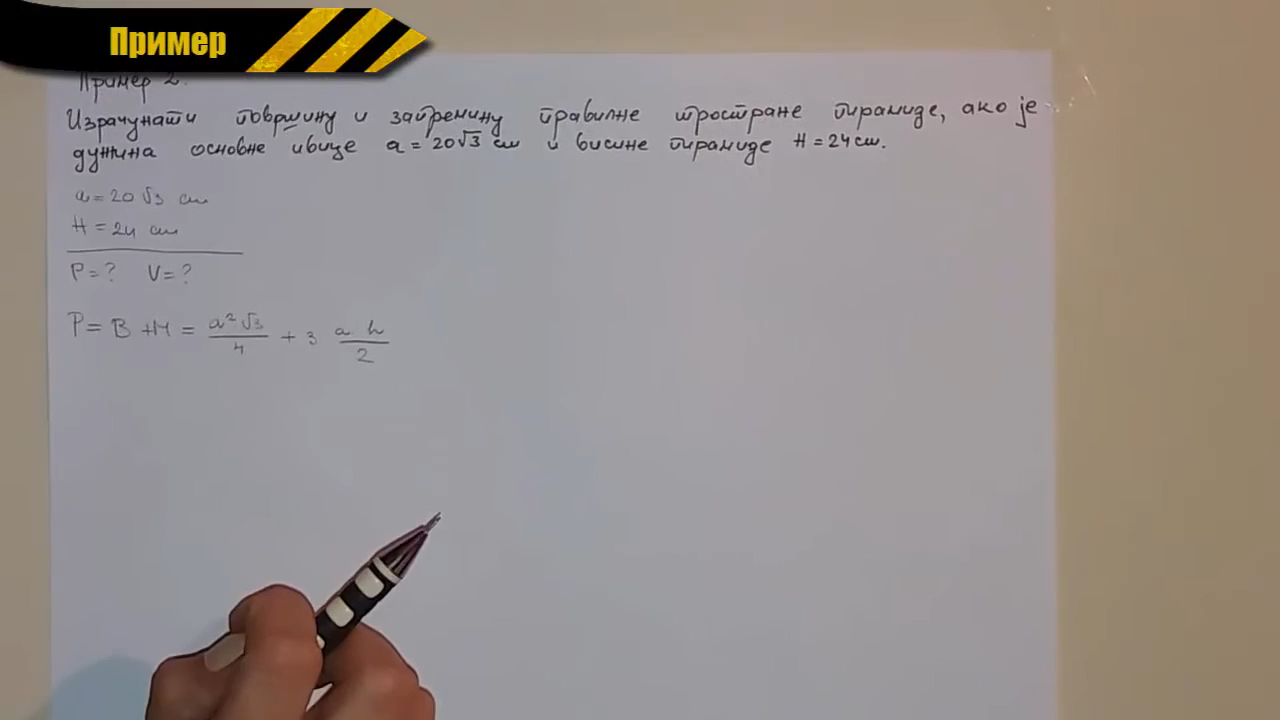 Пример
Пример 2.
Израчунати површину и запремину правилне тростране пирамиде, ако је
дужина основне ивице a = 20√3 cm и висине пирамиде H = 24 cm.
a = 20√3 cm
H = 24 cm
P = ? V = ?
P = B + M = a²√3/4 + 3 a h/2